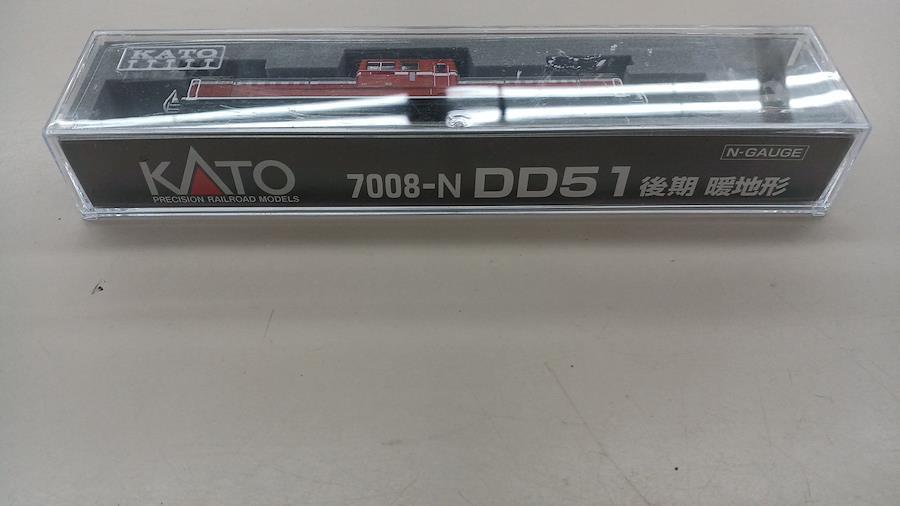 KATO
N-GAUGE
KATO
PRECISION RAILROAD MODELS
7008-N DD51 後期 暖地形